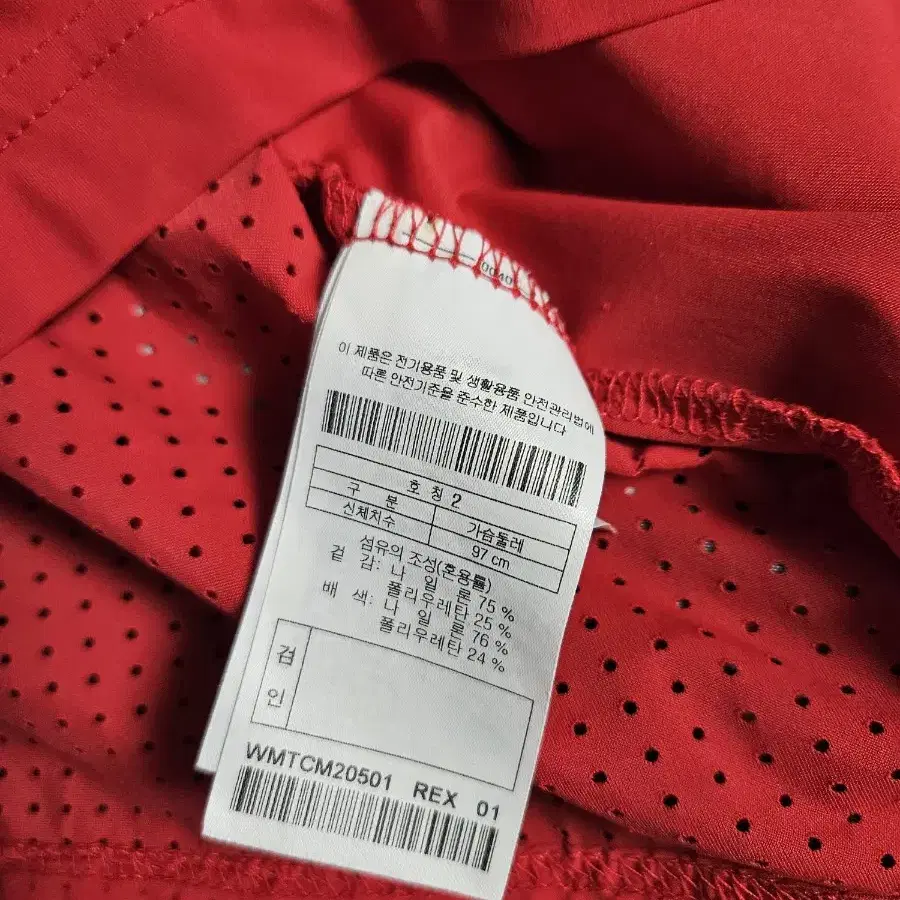 0040
이 제품은 전기용품 및 생활용품 안전관리법에
따른 안전기준을 준수한 제품입니다
호 칭 2
구 분 가슴둘레
신체치수 97 cm
섬유의 조성(혼용률)
겉 감: 나 일 론 75 %
폴리우레탄 25 %
배 색: 나 일 론 76 %
폴리우레탄 24 %
검
인
WMTCM20501 REX 01